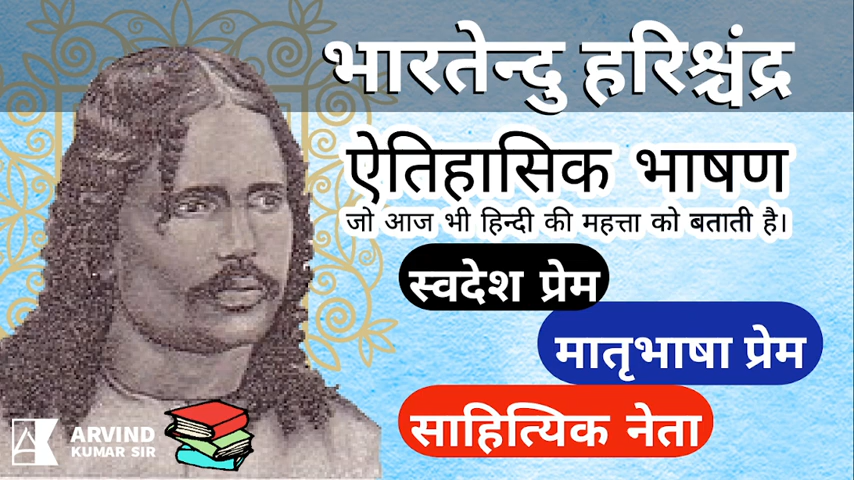 भारतेन्दु हरिश्चंद्र
ऐतिहासिक भाषण
जो आज भी हिन्दी की महत्ता को बताती है।
स्वदेश प्रेम
मातृभाषा प्रेम
साहित्यिक नेता
ARVIND
KUMAR SIR